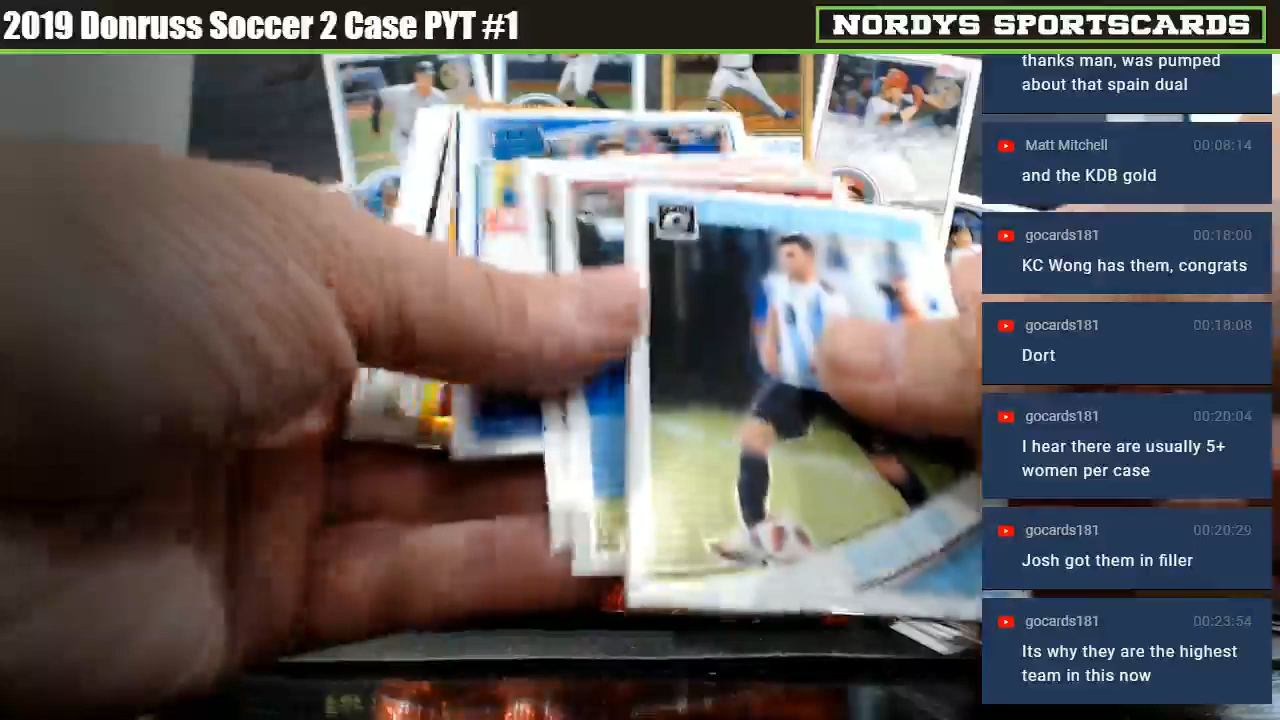 2019 Donruss Soccer 2 Case PYT #1
NORDYS SPORTSCARDS
thanks man, was pumped
about that spain dual
Matt Mitchell 00:08:14
and the KDB gold
gocards181 00:18:00
KC Wong has them, congrats
gocards181 00:18:08
Dort
gocards181 00:20:04
I hear there are usually 5+
women per case
gocards181 00:20:29
Josh got them in filler
gocards181 00:23:54
Its why they are the highest
team in this now